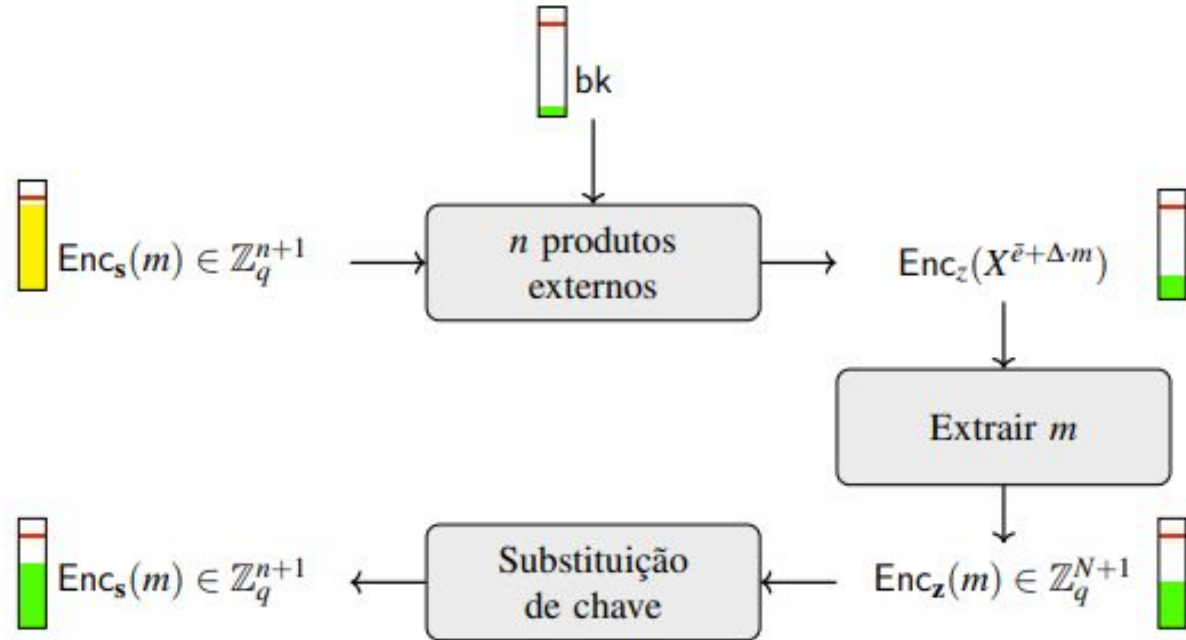 bk
Enc_s(m) ∈ ℤ_q^{n+1}
n produtos
externos
Enc_z(X^{ē+Δ·m})
Extrair m
Enc_s(m) ∈ ℤ_q^{n+1}
Substituição
de chave
Enc_z(m) ∈ ℤ_q^{N+1}